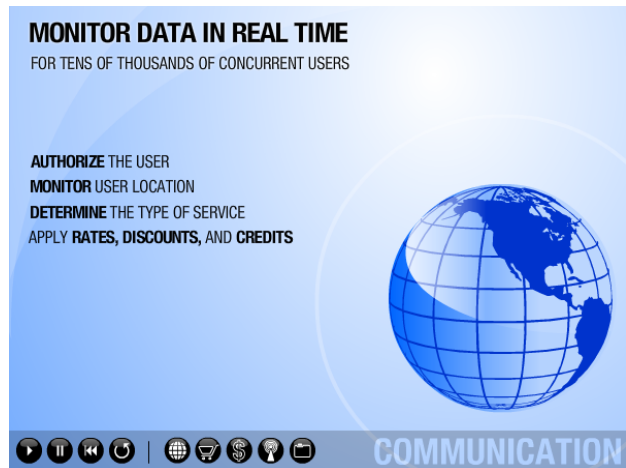 MONITOR DATA IN REAL TIME
FOR TENS OF THOUSANDS OF CONCURRENT USERS
AUTHORIZE THE USER
MONITOR USER LOCATION
DETERMINE THE TYPE OF SERVICE
APPLY RATES, DISCOUNTS, AND CREDITS
$
COMMUNICATION